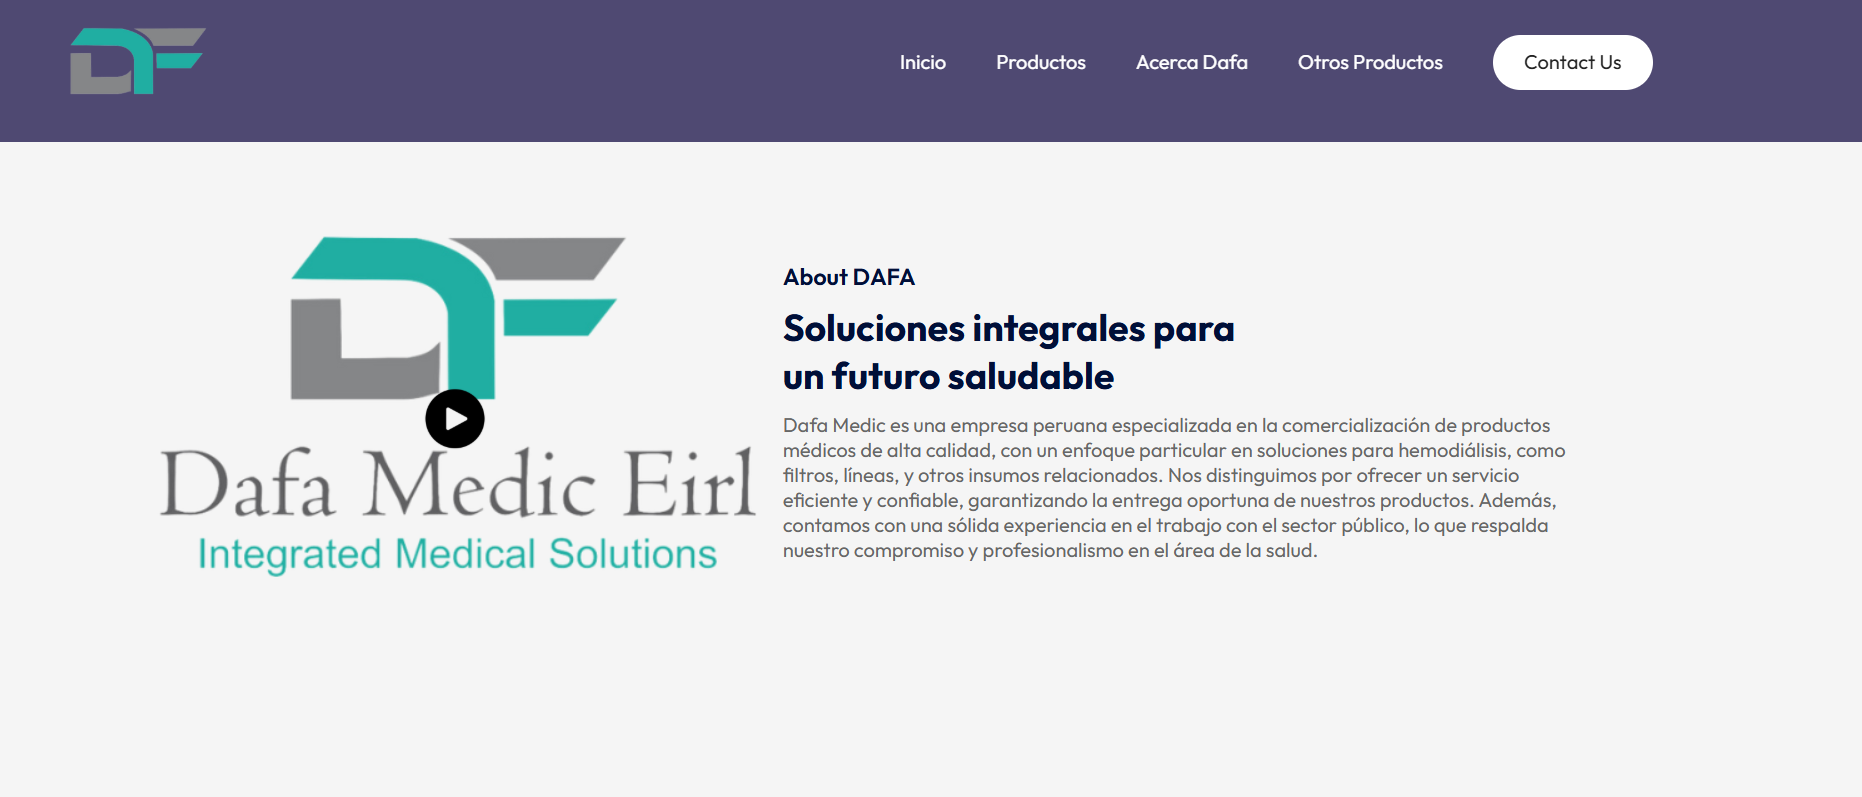 DF
Inicio
Productos
Acerca Dafa
Otros Productos
Contact Us
DF
Dafa Medic Eirl
Integrated Medical Solutions
About DAFA
Soluciones integrales para
un futuro saludable
Dafa Medic es una empresa peruana especializada en la comercialización de productos
médicos de alta calidad, con un enfoque particular en soluciones para hemodiálisis, como
filtros, líneas, y otros insumos relacionados. Nos distinguimos por ofrecer un servicio
eficiente y confiable, garantizando la entrega oportuna de nuestros productos. Además,
contamos con una sólida experiencia en el trabajo con el sector público, lo que respalda
nuestro compromiso y profesionalismo en el área de la salud.